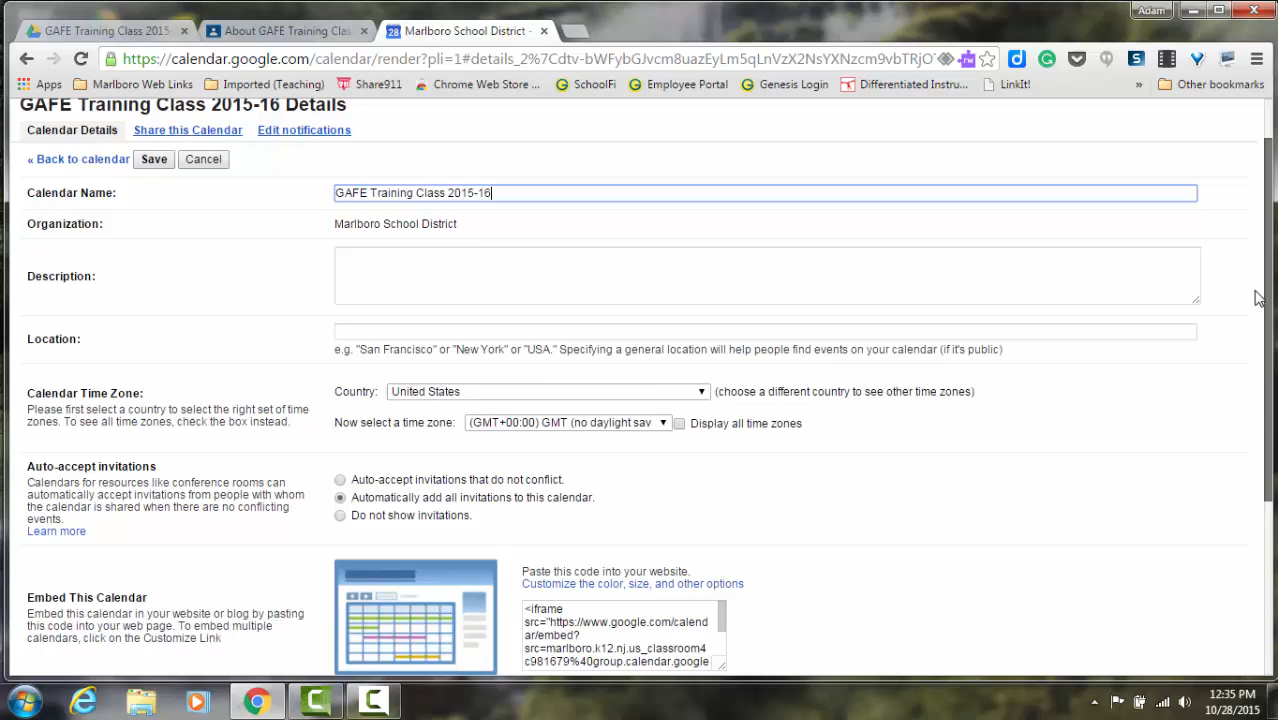 Adam
GAFE Training Class 2015-
About GAFE Training Clas
Marlboro School District -
https://calendar.google.com/calendar/render?pli=1#details_2%7Cdtv-bWFybGJvcm8uazEyLm5qLnVzX2NsYXNzcm9vbTRjO
Apps
Marlboro Web Links
Imported (Teaching)
Share911
Chrome Web Store ...
SchoolFi
Employee Portal
Genesis Login
Differentiated Instru...
LinkIt!
»
Other bookmarks
GAFE Training Class 2015-16 Details
Calendar Details Share this Calendar Edit notifications
« Back to calendar Save Cancel
Calendar Name: GAFE Training Class 2015-16
Organization: Marlboro School District
Description:
Location:
e.g. "San Francisco" or "New York" or "USA." Specifying a general location will help people find events on your calendar (if it's public)
Calendar Time Zone:
Please first select a country to select the right set of time
zones. To see all time zones, check the box instead.
Country: United States (choose a different country to see other time zones)
Now select a time zone: (GMT+00:00) GMT (no daylight sav Display all time zones
Auto-accept invitations
Calendars for resources like conference rooms can
automatically accept invitations from people with whom
the calendar is shared when there are no conflicting
events.
Learn more
Auto-accept invitations that do not conflict.
Automatically add all invitations to this calendar.
Do not show invitations.
Embed This Calendar
Embed this calendar in your website or blog by pasting
this code into your web page. To embed multiple
calendars, click on the Customize Link
Paste this code into your website.
Customize the color, size, and other options
<iframe
src="https://www.google.com/calend
ar/embed?
src=marlboro.k12.nj.us_classroom4
c981679%40group.calendar.google
12:35 PM
10/28/2015